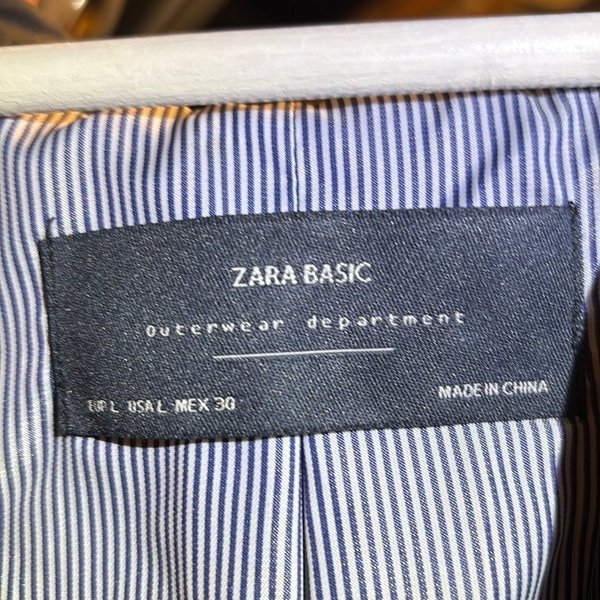 ZARA BASIC
outerwear department
EUR L USA L MEX 30
MADE IN CHINA